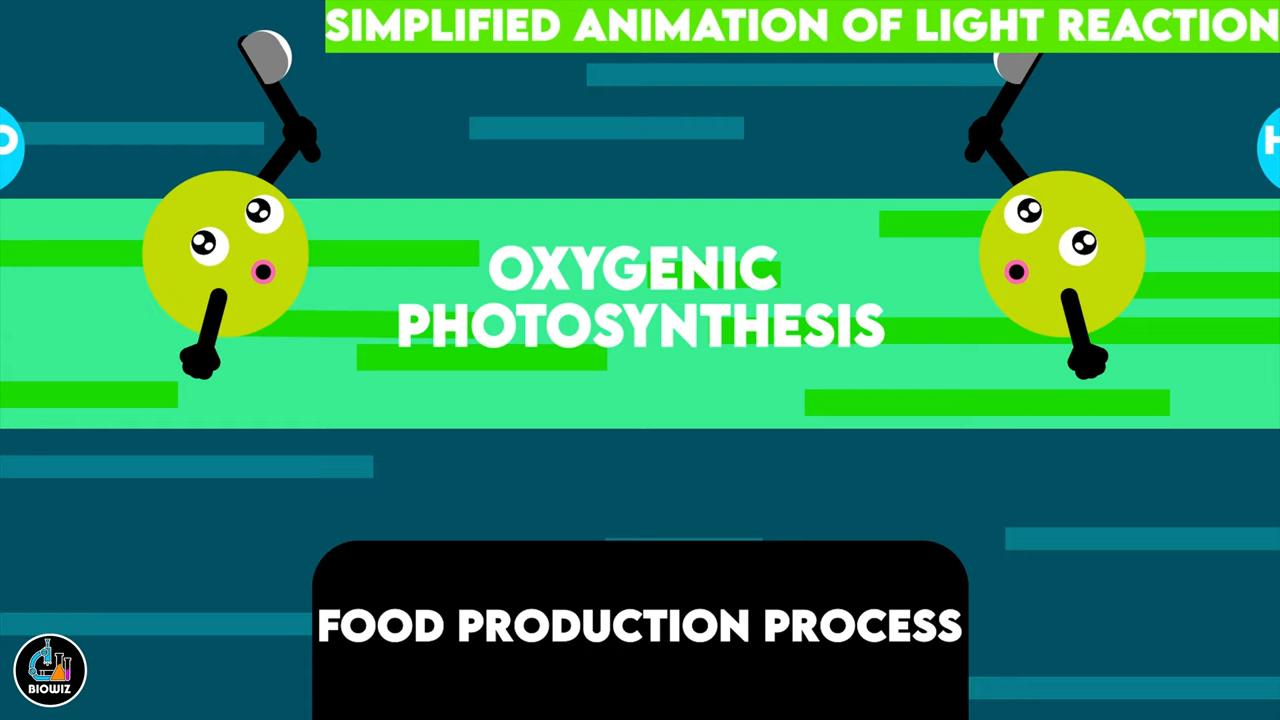 SIMPLIFIED ANIMATION OF LIGHT REACTION
OXYGENIC
PHOTOSYNTHESIS
FOOD PRODUCTION PROCESS
BIOWIZ